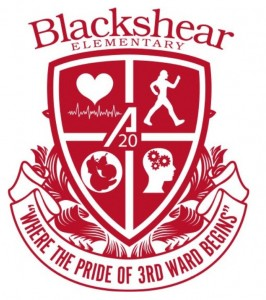 Blackshear
ELEMENTARY
A
20
"WHERE THE PRIDE OF 3RD WARD BEGINS"